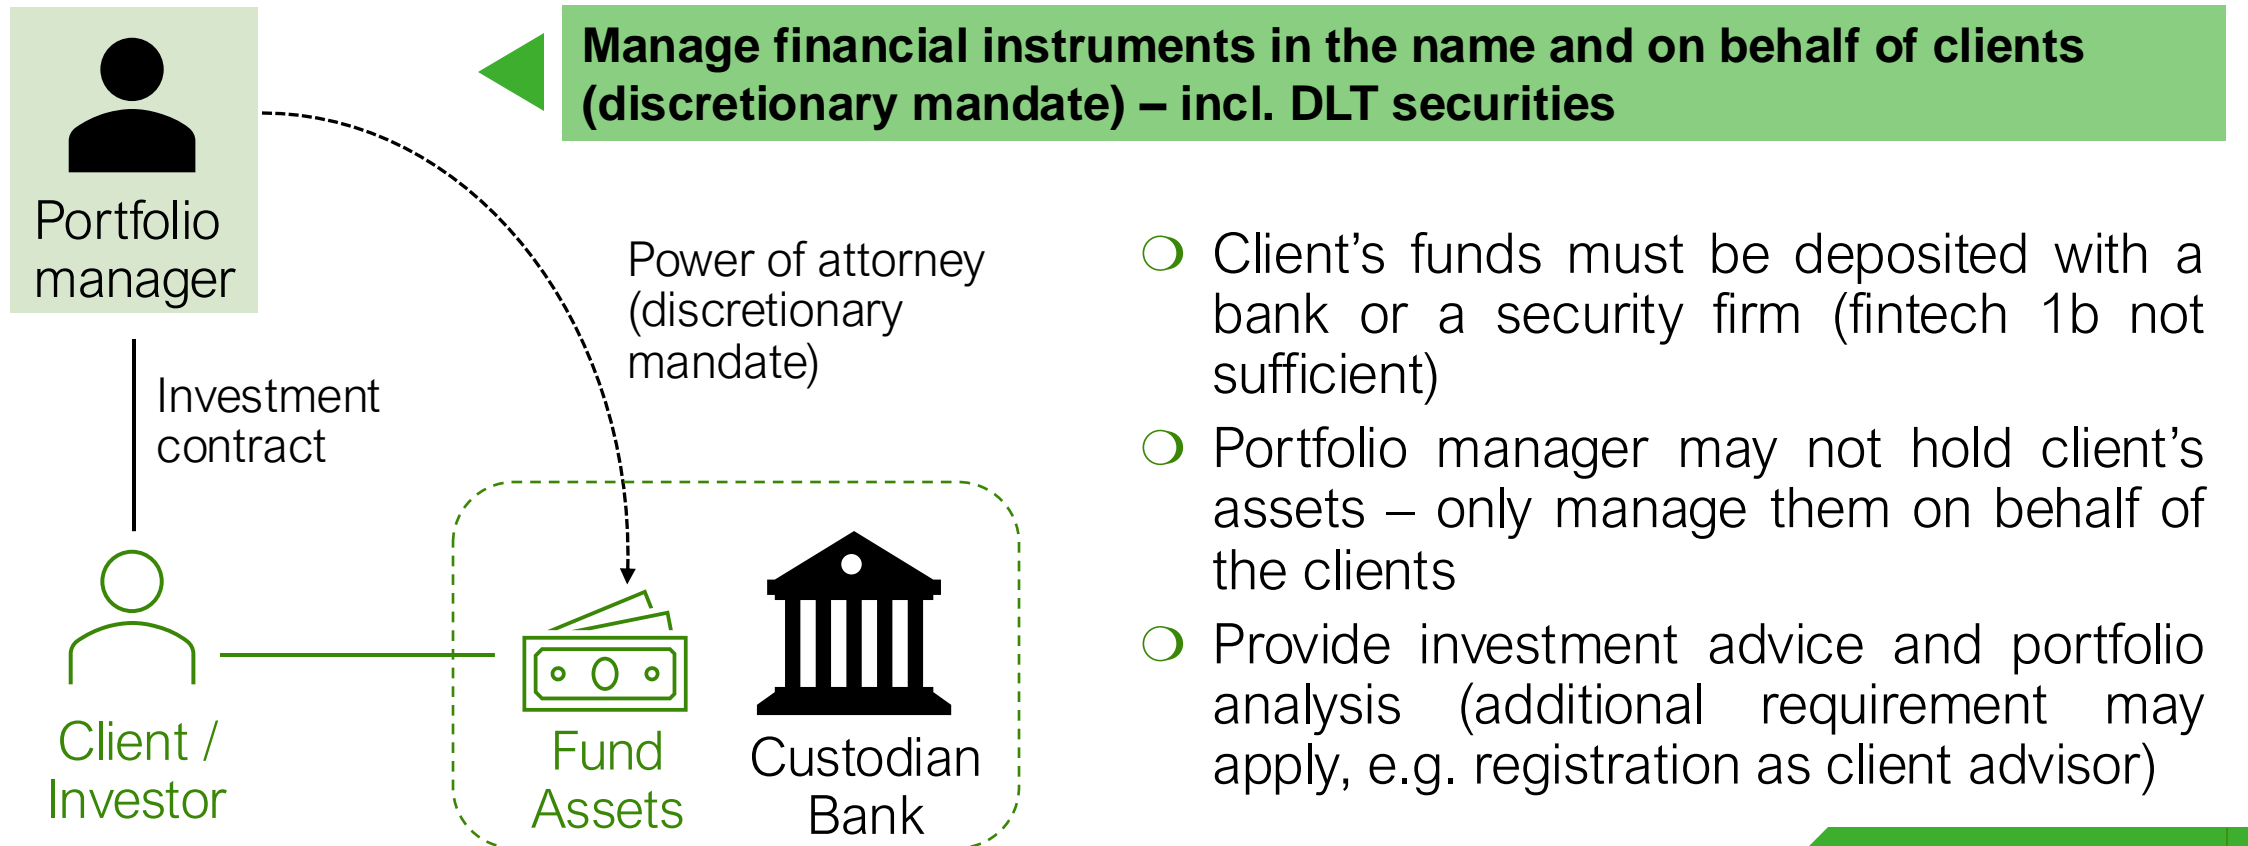 Manage financial instruments in the name and on behalf of clients
(discretionary mandate) – incl. DLT securities
Portfolio
manager
Power of attorney
(discretionary
mandate)
Investment
contract
Client /
Investor
Fund
Assets
Custodian
Bank
Client’s funds must be deposited with a
bank or a security firm (fintech 1b not
sufficient)
Portfolio manager may not hold client’s
assets – only manage them on behalf of
the clients
Provide investment advice and portfolio
analysis (additional requirement may
apply, e.g. registration as client advisor)